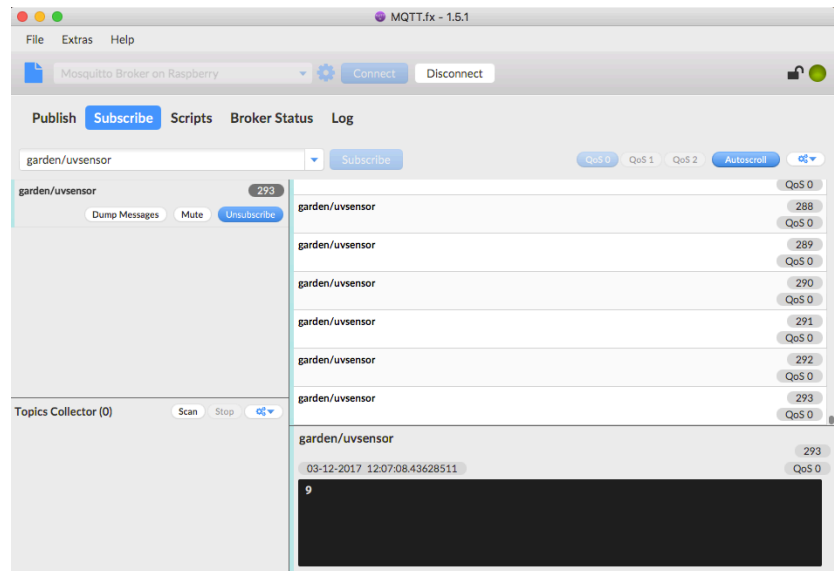 MQTT.fx - 1.5.1
File Extras Help
Mosquitto Broker on Raspberry Connect Disconnect
Publish Subscribe Scripts Broker Status Log
garden/uvsensor Subscribe QoS 0 QoS 1 QoS 2 Autoscroll
garden/uvsensor 293
Dump Messages Mute Unsubscribe
QoS 0
garden/uvsensor 288
QoS 0
garden/uvsensor 289
QoS 0
garden/uvsensor 290
QoS 0
garden/uvsensor 291
QoS 0
garden/uvsensor 292
QoS 0
garden/uvsensor 293
QoS 0
Topics Collector (0) Scan Stop
garden/uvsensor
293
03-12-2017 12:07:08.43628511 QoS 0
9